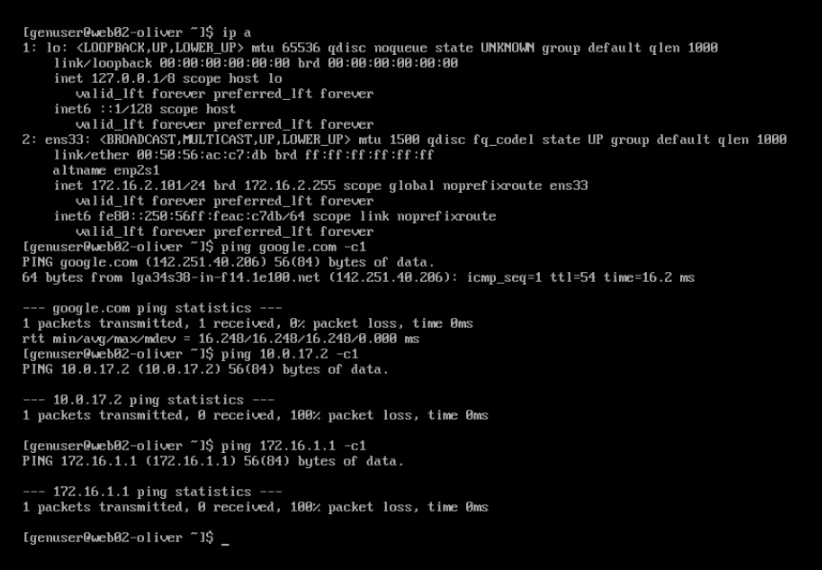 [genuser@web02-oliver ~]$ ip a
1: lo: <LOOPBACK,UP,LOWER_UP> mtu 65536 qdisc noqueue state UNKNOWN group default qlen 1000
    link/loopback 00:00:00:00:00:00 brd 00:00:00:00:00:00
    inet 127.0.0.1/8 scope host lo
       valid_lft forever preferred_lft forever
    inet6 ::1/128 scope host
       valid_lft forever preferred_lft forever
2: ens33: <BROADCAST,MULTICAST,UP,LOWER_UP> mtu 1500 qdisc fq_codel state UP group default qlen 1000
    link/ether 00:50:56:ac:c7:db brd ff:ff:ff:ff:ff:ff
    altname enp2s1
    inet 172.16.2.101/24 brd 172.16.2.255 scope global noprefixroute ens33
       valid_lft forever preferred_lft forever
    inet6 fe80::250:56ff:feac:c7db/64 scope link noprefixroute
       valid_lft forever preferred_lft forever
[genuser@web02-oliver ~]$ ping google.com -c1
PING google.com (142.251.40.206) 56(84) bytes of data.
64 bytes from lga34s38-in-f14.1e100.net (142.251.40.206): icmp_seq=1 ttl=54 time=16.2 ms

--- google.com ping statistics ---
1 packets transmitted, 1 received, 0% packet loss, time 0ms
rtt min/avg/max/mdev = 16.248/16.248/16.248/0.000 ms
[genuser@web02-oliver ~]$ ping 10.0.17.2 -c1
PING 10.0.17.2 (10.0.17.2) 56(84) bytes of data.

--- 10.0.17.2 ping statistics ---
1 packets transmitted, 0 received, 100% packet loss, time 0ms

[genuser@web02-oliver ~]$ ping 172.16.1.1 -c1
PING 172.16.1.1 (172.16.1.1) 56(84) bytes of data.

--- 172.16.1.1 ping statistics ---
1 packets transmitted, 0 received, 100% packet loss, time 0ms

[genuser@web02-oliver ~]$ _